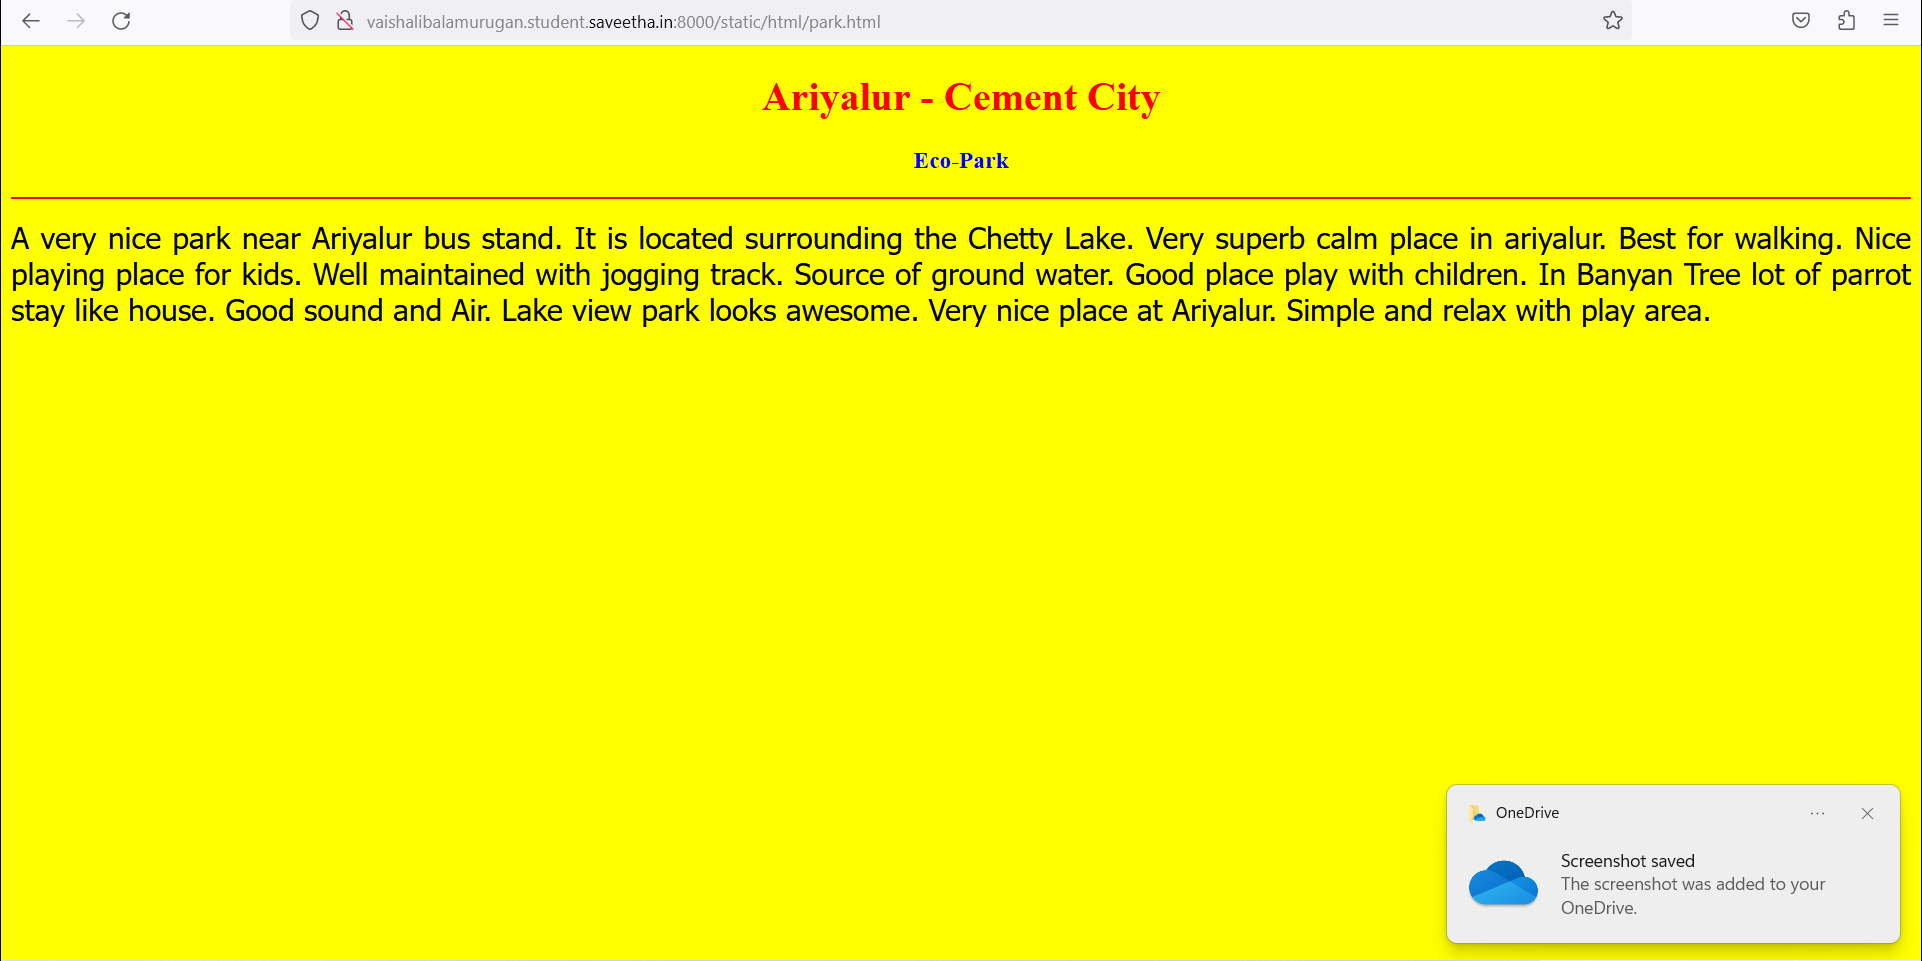 vaishalibalamurugan.student.saveetha.in:8000/static/html/park.html
Ariyalur - Cement City
Eco-Park
A very nice park near Ariyalur bus stand. It is located surrounding the Chetty Lake. Very superb calm place in ariyalur. Best for walking. Nice
playing place for kids. Well maintained with jogging track. Source of ground water. Good place play with children. In Banyan Tree lot of parrot
stay like house. Good sound and Air. Lake view park looks awesome. Very nice place at Ariyalur. Simple and relax with play area.
OneDrive
Screenshot saved
The screenshot was added to your
OneDrive.